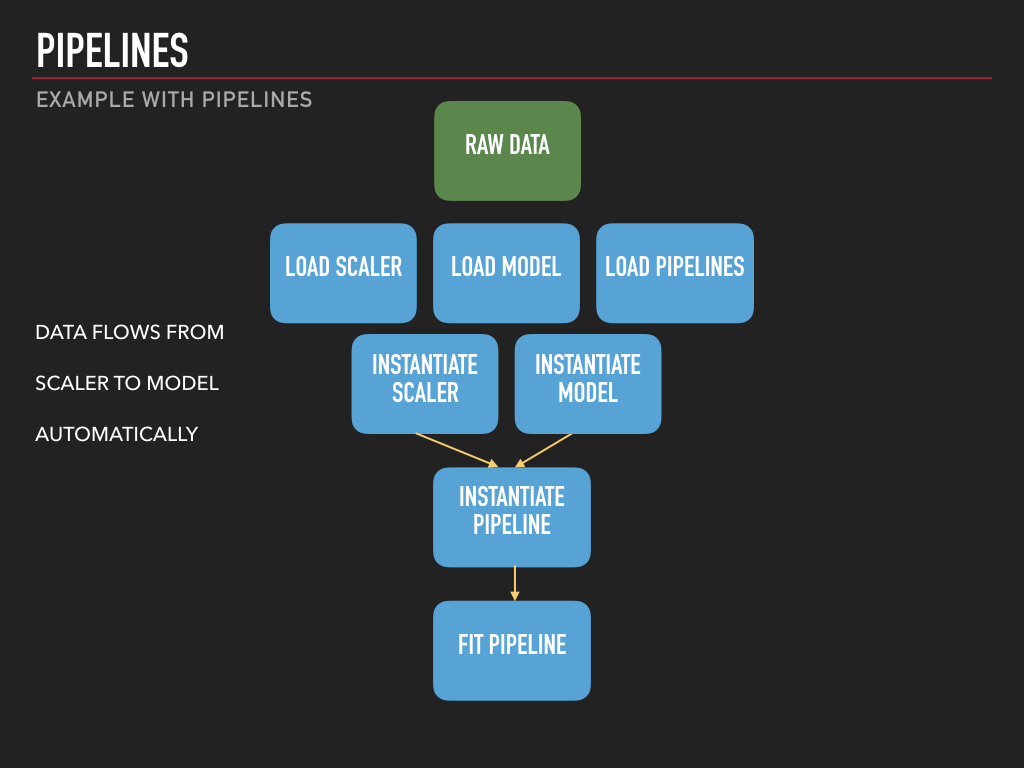 PIPELINES
EXAMPLE WITH PIPELINES
RAW DATA
LOAD SCALER
LOAD MODEL
LOAD PIPELINES
DATA FLOWS FROM
SCALER TO MODEL
AUTOMATICALLY
INSTANTIATE
SCALER
INSTANTIATE
MODEL
INSTANTIATE
PIPELINE
FIT PIPELINE